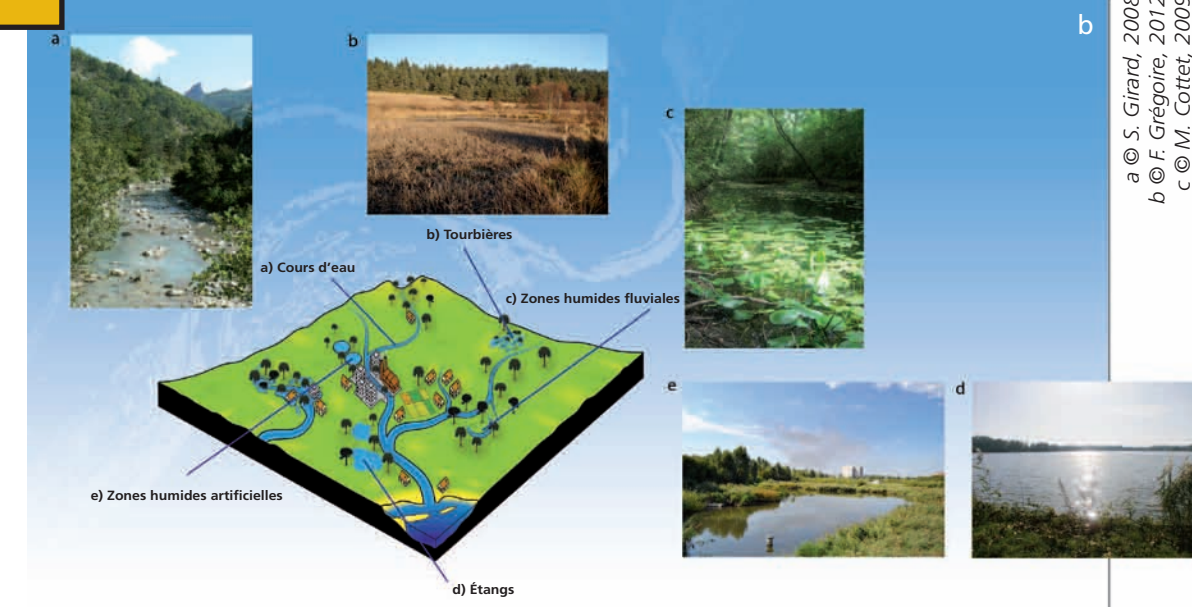 a
b
b
c
a © S. Girard, 2008
b © F. Grégoire, 2012
c © M. Cottet, 2009
b) Tourbières
a) Cours d'eau
c) Zones humides fluviales
e
d
e) Zones humides artificielles
d) Étangs